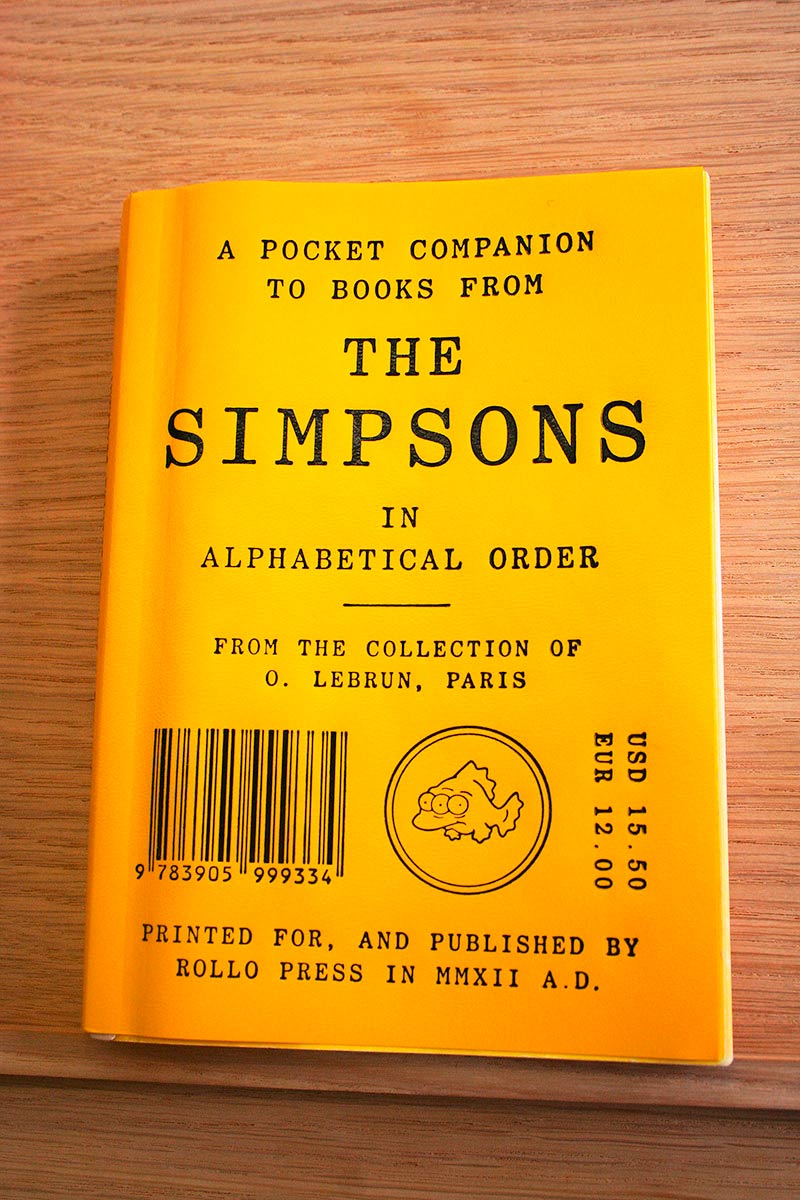 A POCKET COMPANION
TO BOOKS FROM
THE
SIMPSONS
IN
ALPHABETICAL ORDER
FROM THE COLLECTION OF
O. LEBRUN, PARIS
9 783905 999334
USD 15.50
EUR 12.00
PRINTED FOR, AND PUBLISHED BY
ROLLO PRESS IN MMXII A.D.